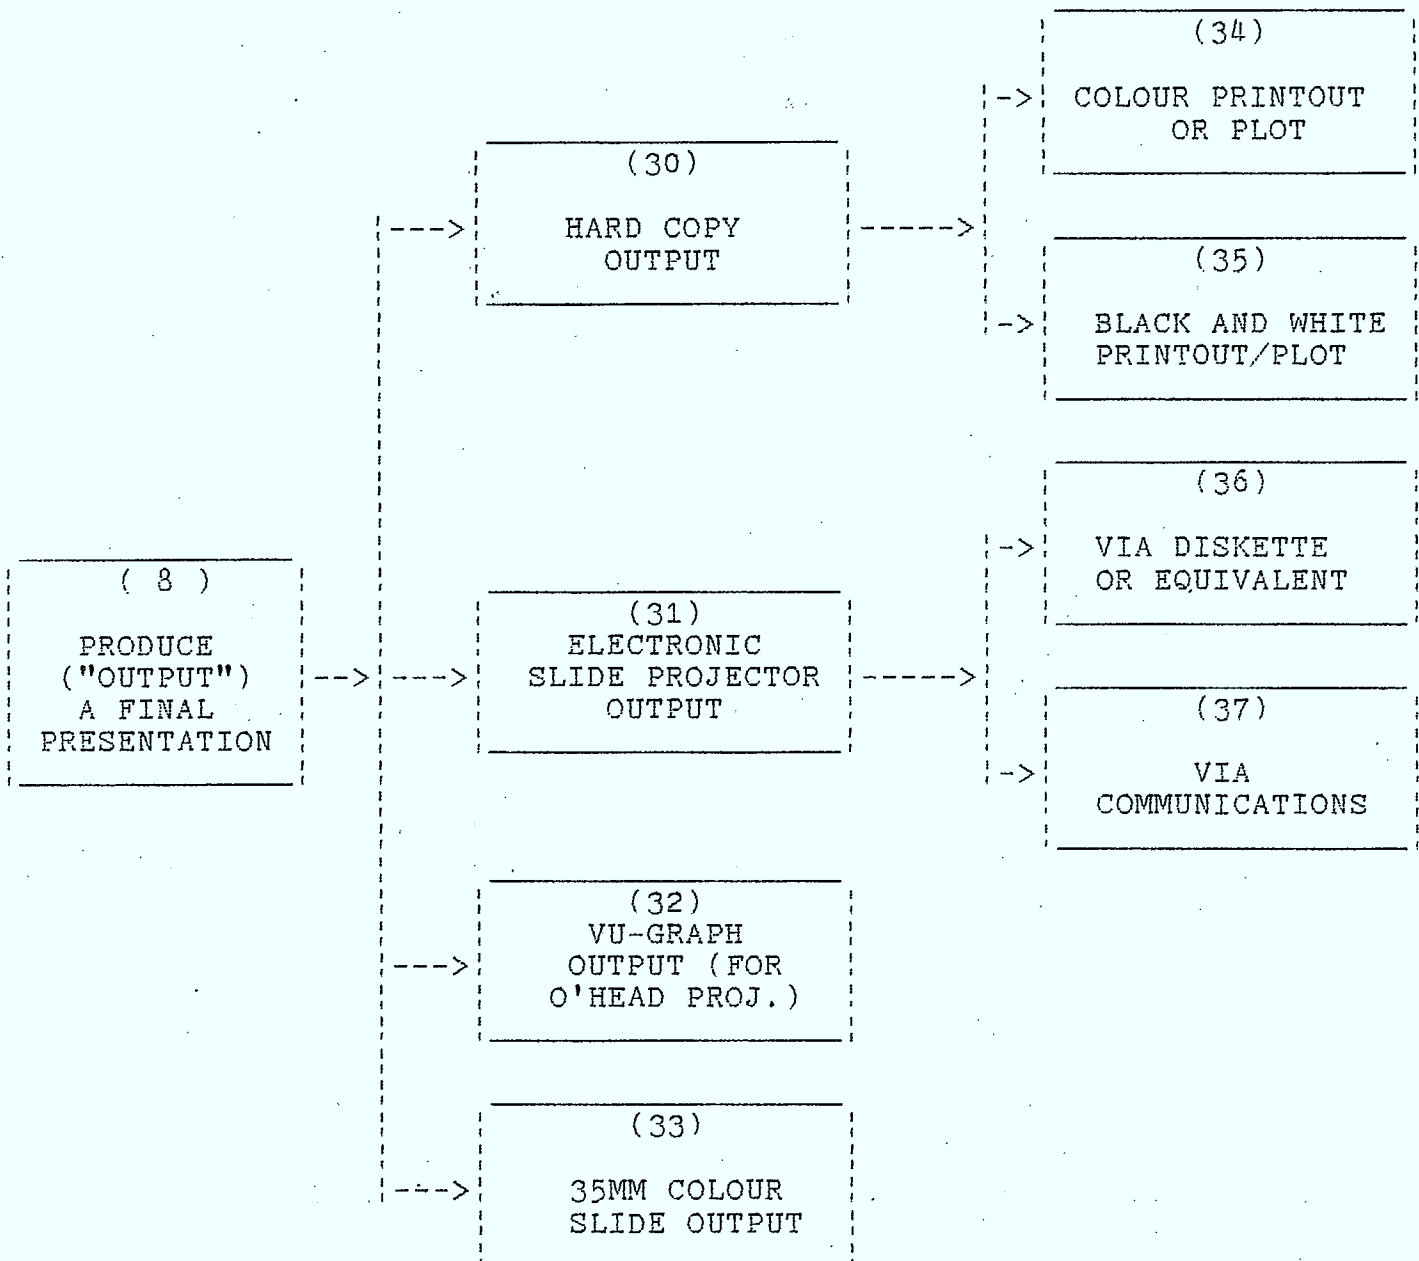 (34)
COLOUR PRINTOUT
OR PLOT
(30)
HARD COPY
OUTPUT
(35)
BLACK AND WHITE
PRINTOUT/PLOT
(36)
VIA DISKETTE
OR EQUIVALENT
( 8 )
PRODUCE
("OUTPUT")
A FINAL
PRESENTATION
(31)
ELECTRONIC
SLIDE PROJECTOR
OUTPUT
(37)
VIA
COMMUNICATIONS
(32)
VU-GRAPH
OUTPUT (FOR
O'HEAD PROJ.)
(33)
35MM COLOUR
SLIDE OUTPUT